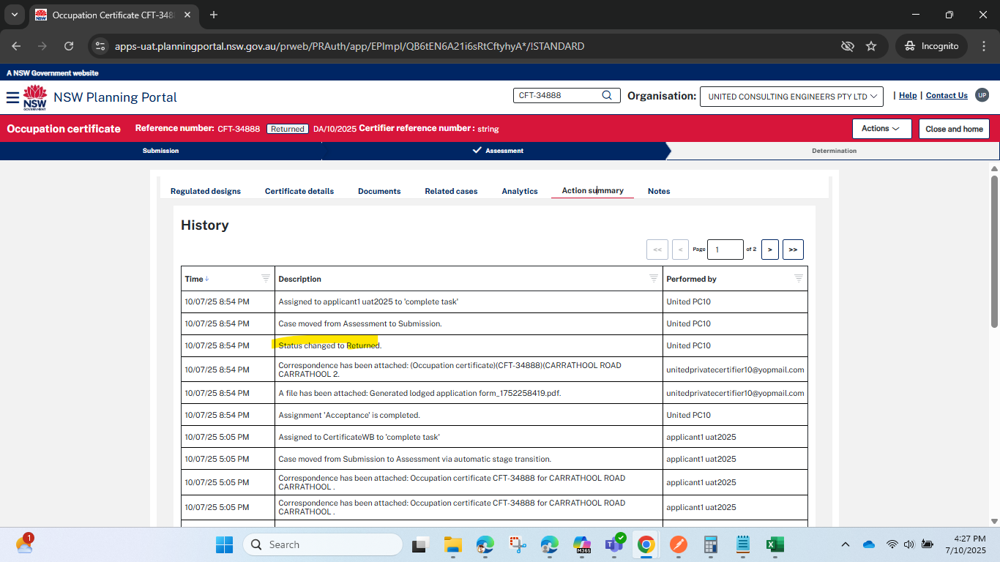 Occupation Certificate CFT-348
apps-uat.planningportal.nsw.gov.au/prweb/PRAuth/app/EPImpl/QB6tEN6A21i6sRtCftyhyA*/!STANDARD
Incognito
A NSW Government website
NSW
GOVERNMENT
NSW Planning Portal
CFT-34888
Organisation:
UNITED CONSULTING ENGINEERS PTY LTD
| Help | Contact Us
UP
Occupation certificate
Reference number: CFT-34888
Returned
DA/10/2025 Certifier reference number : string
Actions
Close and home
Submission
Assessment
Determination
Regulated designs
Certificate details
Documents
Related cases
Analytics
Action summary
Notes
History
<< < Page 1 of 2 > >>
Time Description Performed by
10/07/25 8:54 PM Assigned to applicant1 uat2025 to 'complete task' United PC10
10/07/25 8:54 PM Case moved from Assessment to Submission. United PC10
10/07/25 8:54 PM Status changed to Returned. United PC10
10/07/25 8:54 PM Correspondence has been attached: (Occupation certificate)(CFT-34888)(CARRATHOOL ROAD
CARRATHOOL 2. unitedprivatecertifier10@yopmail.com
10/07/25 8:54 PM A file has been attached: Generated lodged application form_1752258419.pdf. unitedprivatecertifier10@yopmail.com
10/07/25 8:54 PM Assignment 'Acceptance' is completed. United PC10
10/07/25 5:05 PM Assigned to CertificateWB to 'complete task' applicant1 uat2025
10/07/25 5:05 PM Case moved from Submission to Assessment via automatic stage transition. applicant1 uat2025
10/07/25 5:05 PM Correspondence has been attached: Occupation certificate CFT-34888 for CARRATHOOL ROAD
CARRATHOOL . applicant1 uat2025
10/07/25 5:05 PM Correspondence has been attached: Occupation certificate CFT-34888 for CARRATHOOL ROAD
CARRATHOOL . applicant1 uat2025
1
Search
M365
4:27 PM
7/10/2025